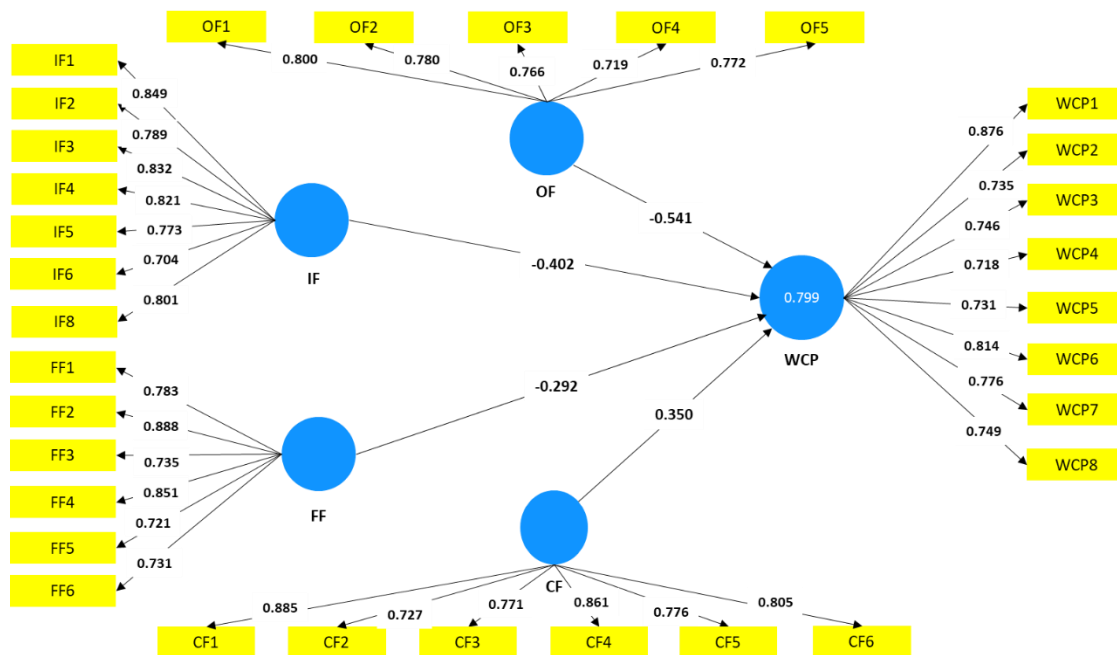 OF1
OF2
OF3
OF4
OF5
0.800
0.780
0.766
0.719
0.772
OF
IF1
IF2
IF3
IF4
IF5
IF6
IF8
0.849
0.789
0.832
0.821
0.773
0.704
0.801
IF
FF1
FF2
FF3
FF4
FF5
FF6
0.783
0.888
0.735
0.851
0.721
0.731
FF
-0.541
-0.402
-0.292
0.350
0.799
WCP
WCP1
WCP2
WCP3
WCP4
WCP5
WCP6
WCP7
WCP8
0.876
0.735
0.746
0.718
0.731
0.814
0.776
0.749
CF
0.885
0.727
0.771
0.861
0.776
0.805
CF1
CF2
CF3
CF4
CF5
CF6